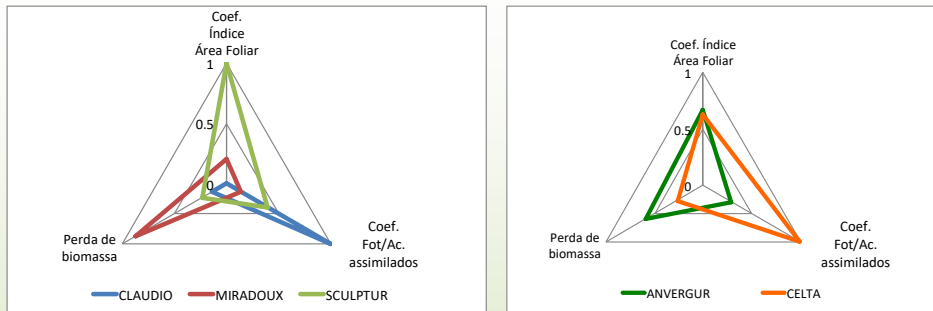 Coef.
Índice
Área Foliar
1
0.5
0
Perda de
biomassa
Coef.
Fot/Ac.
assimilados
CLAUDIO MIRADOUX SCULPTUR
Coef. Índice
Área Foliar
1
0.5
0
Perda de
biomassa
Coef.
Fot/Ac.
assimilados
ANVERGUR CELTA